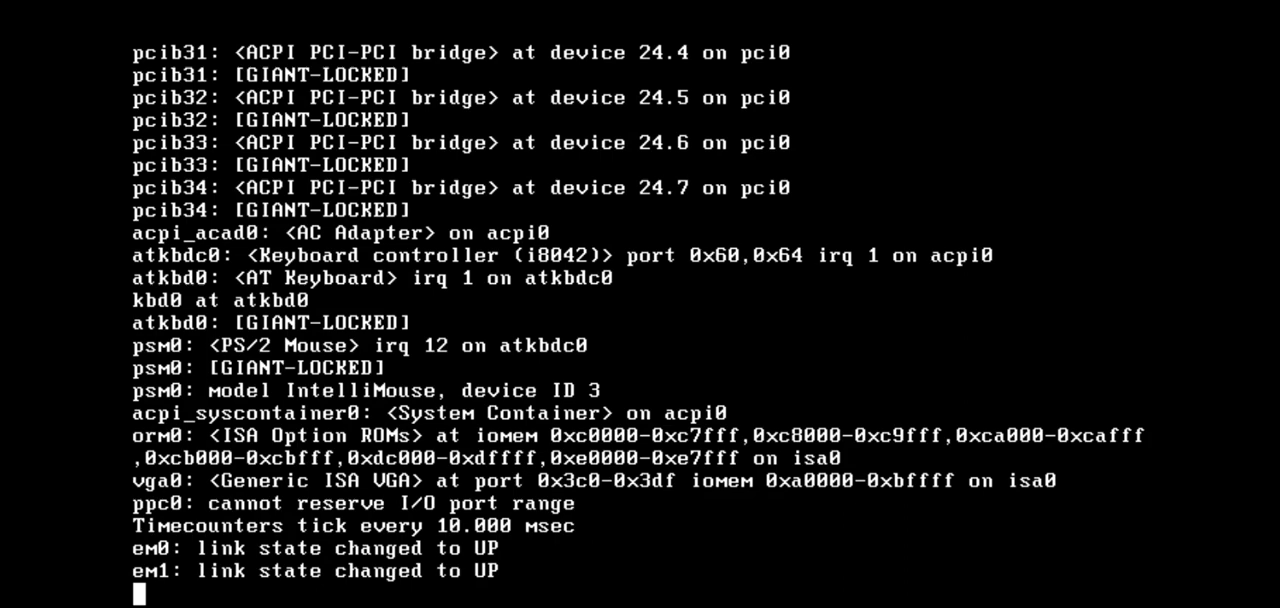 pcib31: <ACPI PCI-PCI bridge> at device 24.4 on pci0
pcib31: [GIANT-LOCKED]
pcib32: <ACPI PCI-PCI bridge> at device 24.5 on pci0
pcib32: [GIANT-LOCKED]
pcib33: <ACPI PCI-PCI bridge> at device 24.6 on pci0
pcib33: [GIANT-LOCKED]
pcib34: <ACPI PCI-PCI bridge> at device 24.7 on pci0
pcib34: [GIANT-LOCKED]
acpi_acad0: <AC Adapter> on acpi0
atkbdc0: <Keyboard controller (i8042)> port 0x60,0x64 irq 1 on acpi0
atkbd0: <AT Keyboard> irq 1 on atkbdc0
kbd0 at atkbd0
atkbd0: [GIANT-LOCKED]
psm0: <PS/2 Mouse> irq 12 on atkbdc0
psm0: [GIANT-LOCKED]
psm0: model IntelliMouse, device ID 3
acpi_syscontainer0: <System Container> on acpi0
orm0: <ISA Option ROMs> at iomem 0xc0000-0xc7fff,0xc8000-0xc9fff,0xca000-0xcafff
,0xcb000-0xcbfff,0xdc000-0xdffff,0xe0000-0xe7fff on isa0
vga0: <Generic ISA VGA> at port 0x3c0-0x3df iomem 0xa0000-0xbffff on isa0
ppc0: cannot reserve I/O port range
Timecounters tick every 10.000 msec
em0: link state changed to UP
em1: link state changed to UP